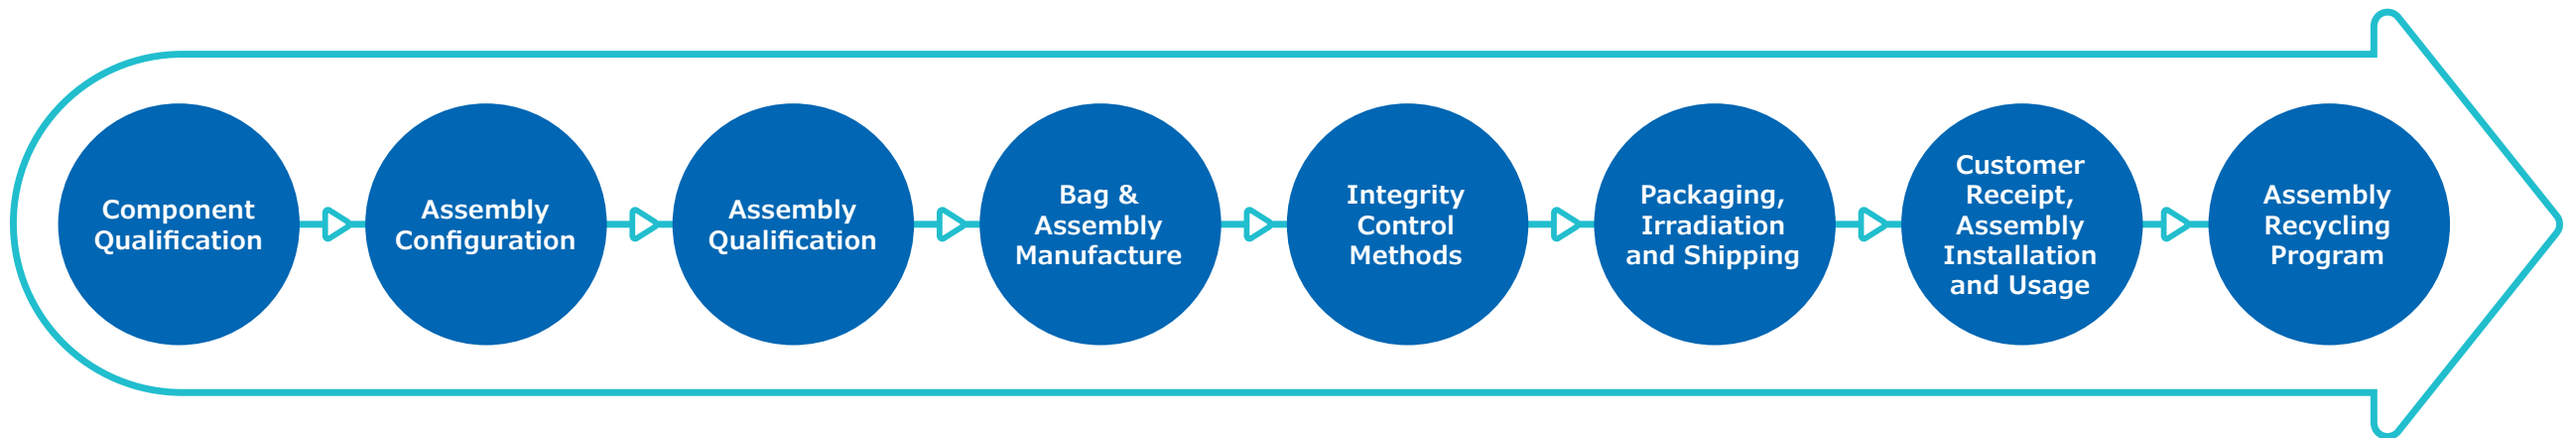 Component
Qualification
Assembly
Configuration
Assembly
Qualification
Bag &
Assembly
Manufacture
Integrity
Control
Methods
Packaging,
Irradiation
and Shipping
Customer
Receipt,
Assembly
Installation
and Usage
Assembly
Recycling
Program